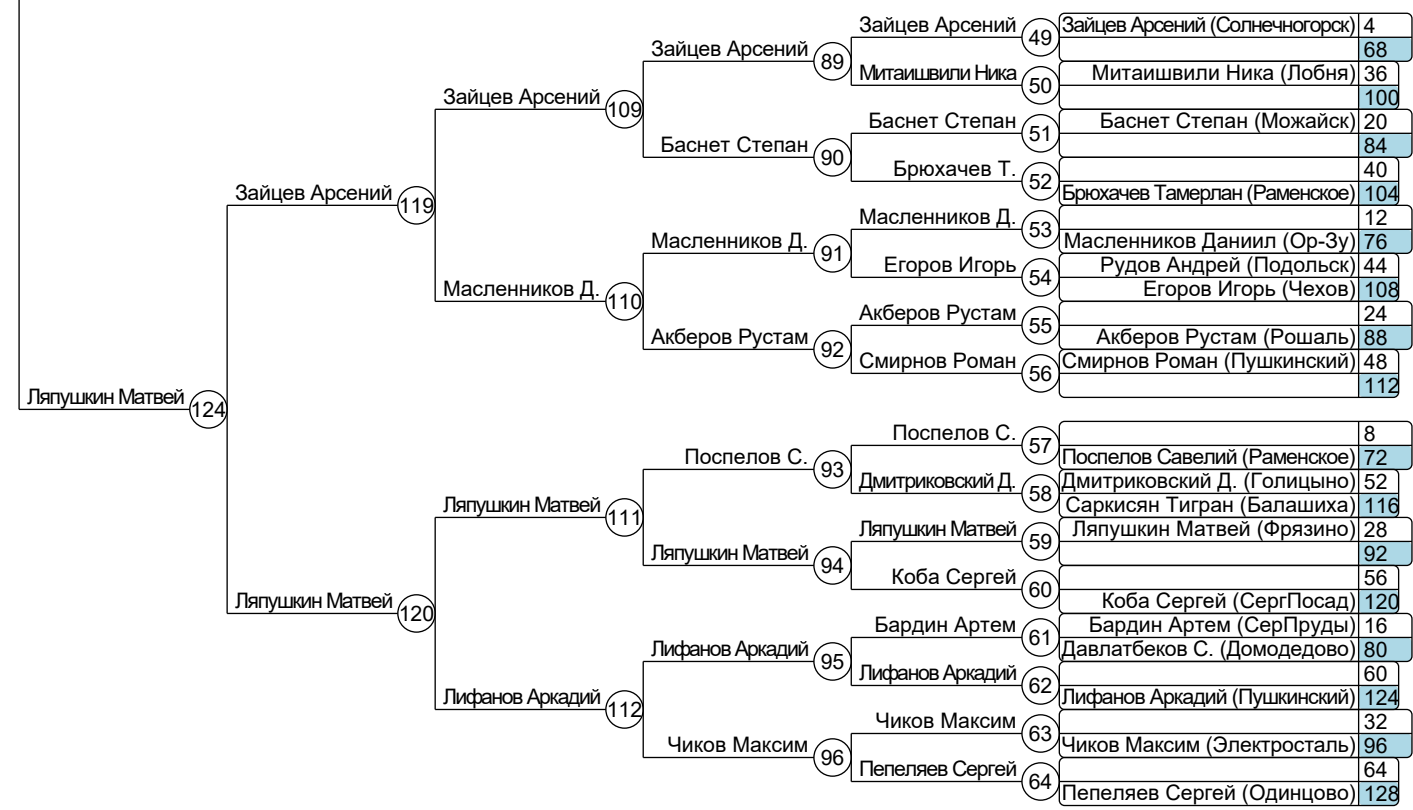 Зайцев Арсений 49 Зайцев Арсений (Солнечногорск) 4
Зайцев Арсений 89 68
Митаишвили Ника 50 Митаишвили Ника (Лобня) 36
Зайцев Арсений 109 100
Баснет Степан 51 Баснет Степан (Можайск) 20
Баснет Степан 90 84
Брюхачев Т. 52 40
Зайцев Арсений 119 Брюхачев Тамерлан (Раменское) 104
Масленников Д. 53 12
Масленников Д. 91 Масленников Даниил (Ор-Зу) 76
Егоров Игорь 54 Рудов Андрей (Подольск) 44
Масленников Д. 110 Егоров Игорь (Чехов) 108
Акберов Рустам 55 24
Акберов Рустам 92 Акберов Рустам (Рошаль) 88
Смирнов Роман 56 Смирнов Роман (Пушкинский) 48
112
Ляпушкин Матвей 124
Поспелов С. 57 8
Поспелов С. 93 Поспелов Савелий (Раменское) 72
Дмитриковский Д. 58 Дмитриковский Д. (Голицыно) 52
Ляпушкин Матвей 111 Саркисян Тигран (Балашиха) 116
Ляпушкин Матвей 59 Ляпушкин Матвей (Фрязино) 28
Ляпушкин Матвей 94 92
Коба Сергей 60 56
Ляпушкин Матвей 120 Коба Сергей (СергПосад) 120
Бардин Артем 61 Бардин Артем (СерПруды) 16
Лифанов Аркадий 95 Давлатбеков С. (Домодедово) 80
Лифанов Аркадий 62 60
Лифанов Аркадий 112 Лифанов Аркадий (Пушкинский) 124
Чиков Максим 63 32
Чиков Максим 96 Чиков Максим (Электросталь) 96
Пепеляев Сергей 64 64
Пепеляев Сергей (Одинцово) 128